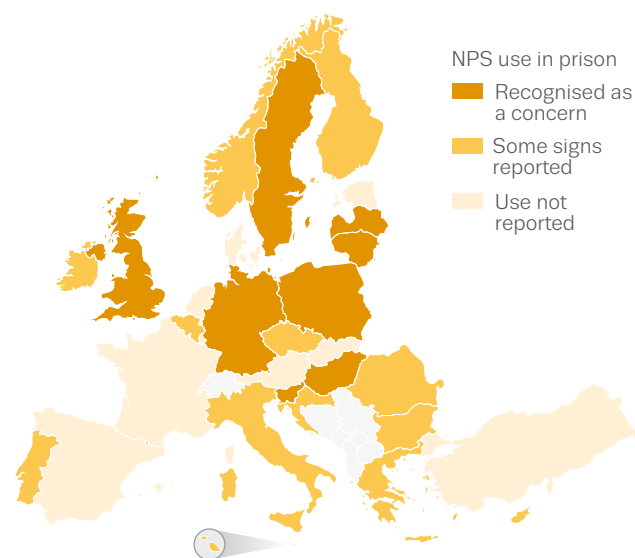 NPS use in prison
Recognised as
a concern
Some signs
reported
Use not
reported